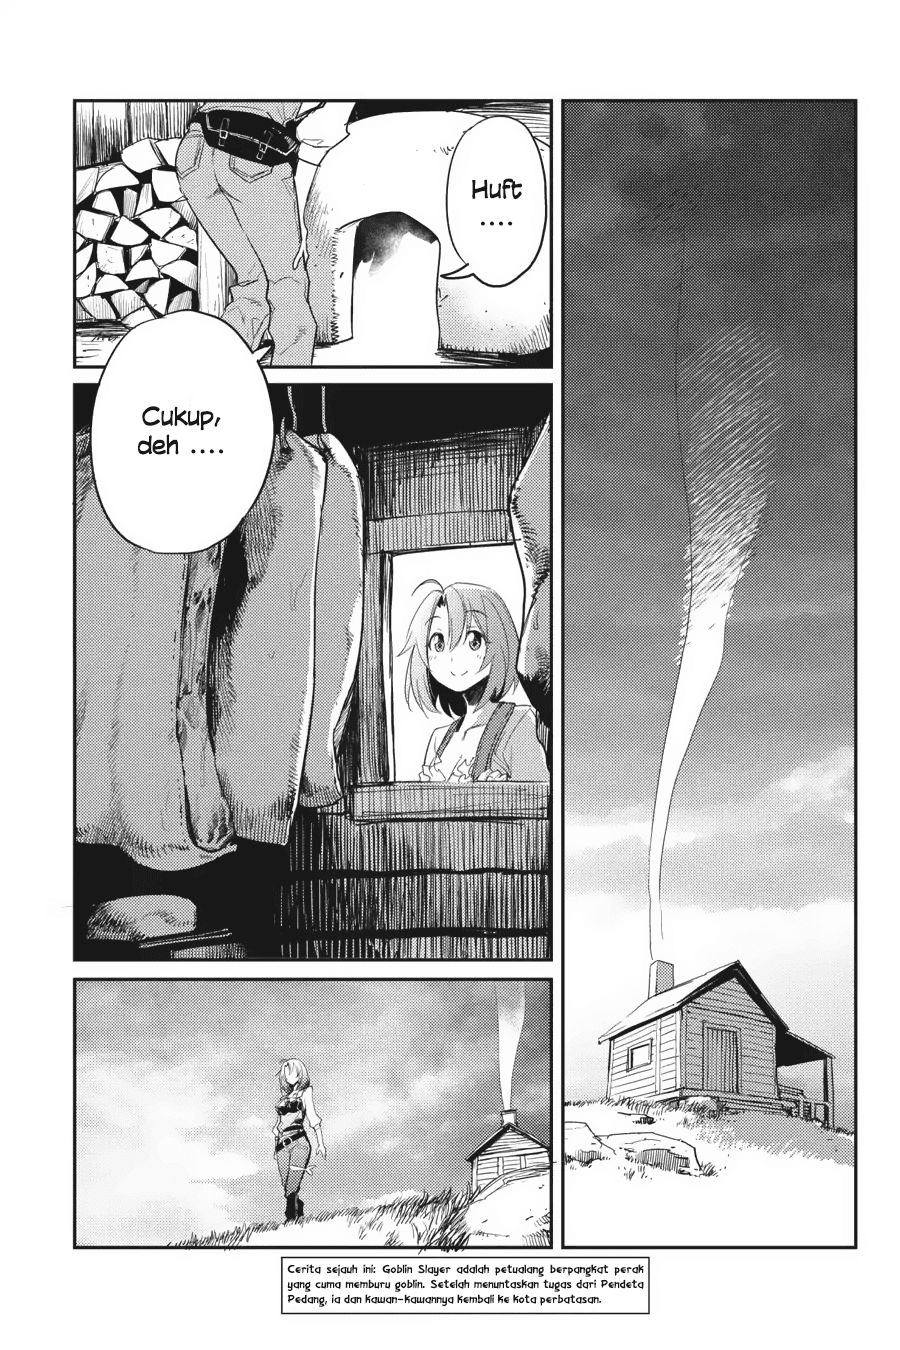 Huft
....
Cukup,
deh ....
Cerita sejauh ini: Goblin Slayer adalah petualang berpangkat perak
yang cuma memburu goblin. Setelah menuntaskan tugas dari Pendeta
Pedang, ia dan kawan-kawannya kembali ke kota perbatasan.